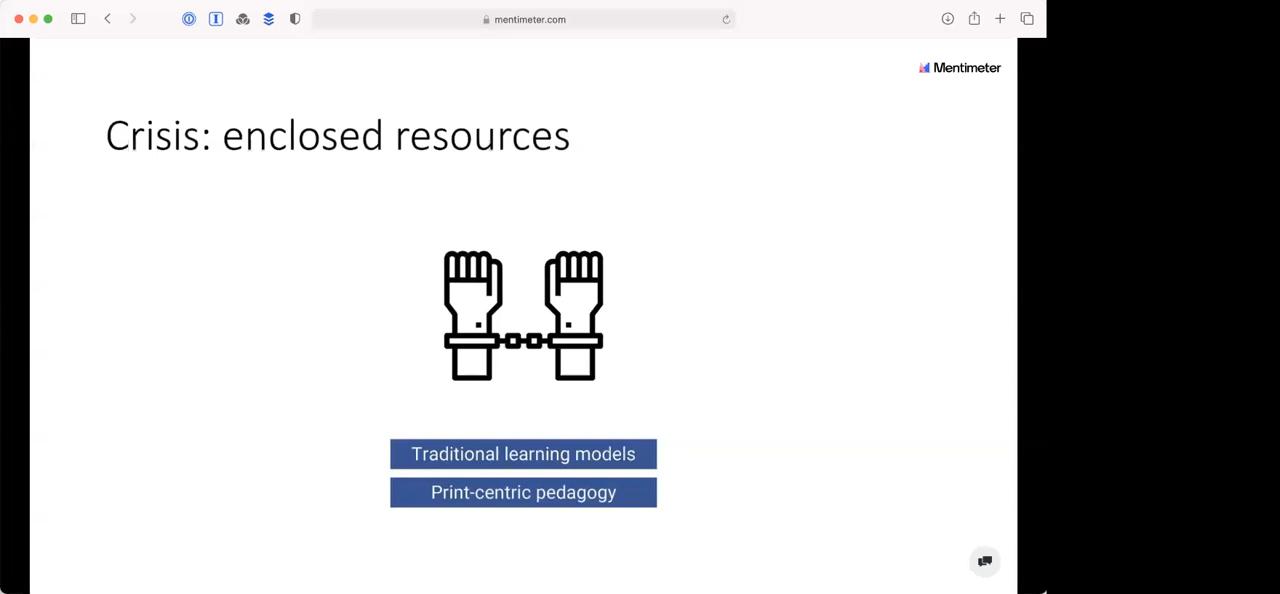 mentimeter.com
Mentimeter
Crisis: enclosed resources
Traditional learning models
Print-centric pedagogy